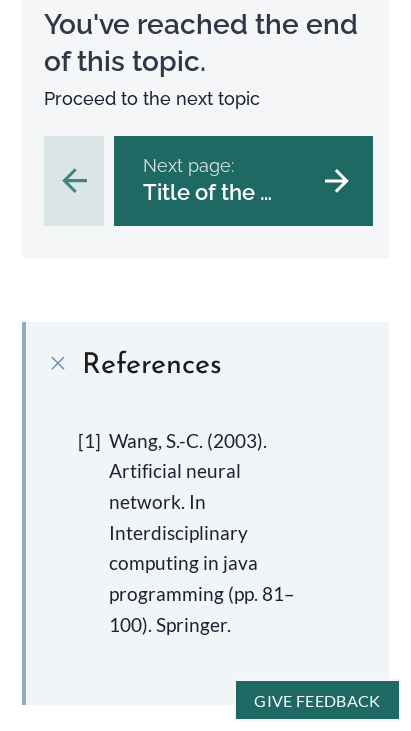 You've reached the end
of this topic.
Proceed to the next topic
Next page:
Title of the ...
References
[1] Wang, S.-C. (2003).
Artificial neural
network. In
Interdisciplinary
computing in java
programming (pp. 81–
100). Springer.
GIVE FEEDBACK